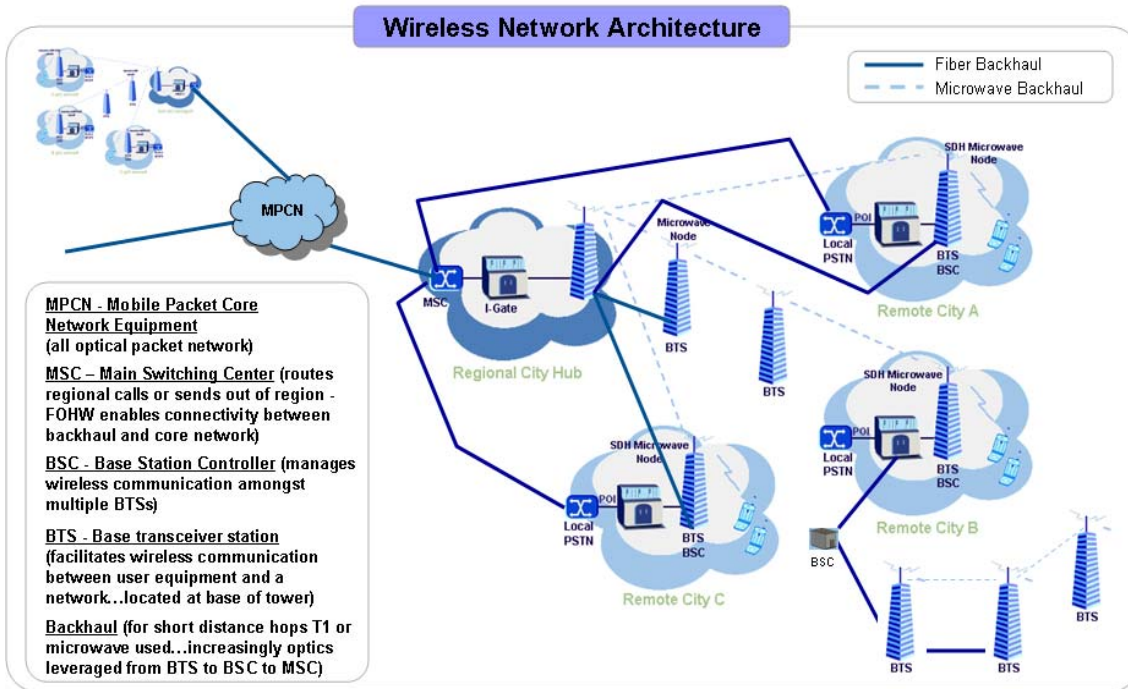 Wireless Network Architecture
Fiber Backhaul
Microwave Backhaul
MPCN
SDH Microwave
Node
POI
Local
PSTN
BTS
BSC
Remote City A
Microwave
Node
MSC
I-Gate
BTS
Regional City Hub
BTS
SDH Microwave
Node
POI
Local
PSTN
BTS
BSC
Remote City B
SDH Microwave
Node
POI
Local
PSTN
BTS
BSC
Remote City C
BSC
BTS
BTS
BTS
MPCN - Mobile Packet Core
Network Equipment
(all optical packet network)
MSC – Main Switching Center (routes
regional calls or sends out of region -
FOHW enables connectivity between
backhaul and core network)
BSC - Base Station Controller (manages
wireless communication amongst
multiple BTSs)
BTS - Base transceiver station
(facilitates wireless communication
between user equipment and a
network…located at base of tower)
Backhaul (for short distance hops T1 or
microwave used…increasingly optics
leveraged from BTS to BSC to MSC)